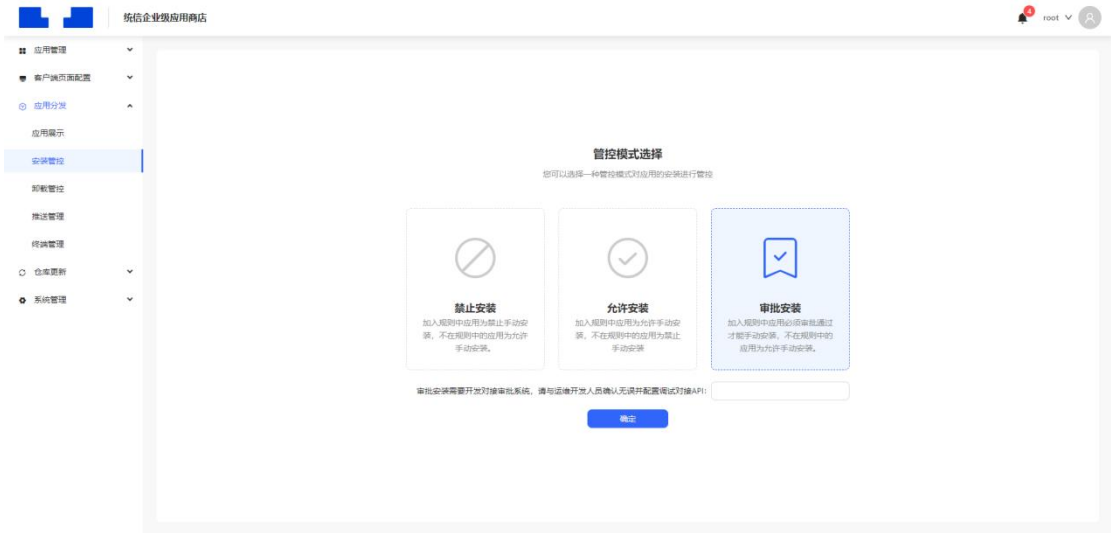 统信企业级应用商店
4
root
应用管理
客户端页面配置
应用分发
应用展示
安装管控
卸载管控
推送管理
终端管理
仓库更新
系统管理
管控模式选择
您可以选择一种管控模式对应用的安装进行管控
禁止安装
加入规则中应用为禁止手动安
装，不在规则中的应用为允许
手动安装。
允许安装
加入规则中应用为允许手动安
装，不在规则中的应用为禁止
手动安装
审批安装
加入规则中应用必须审批通过
才能手动安装，不在规则中的
应用为允许手动安装。
审批安装需要开发对接审批系统，请与运维开发人员确认无误并配置调试对接API：
确定